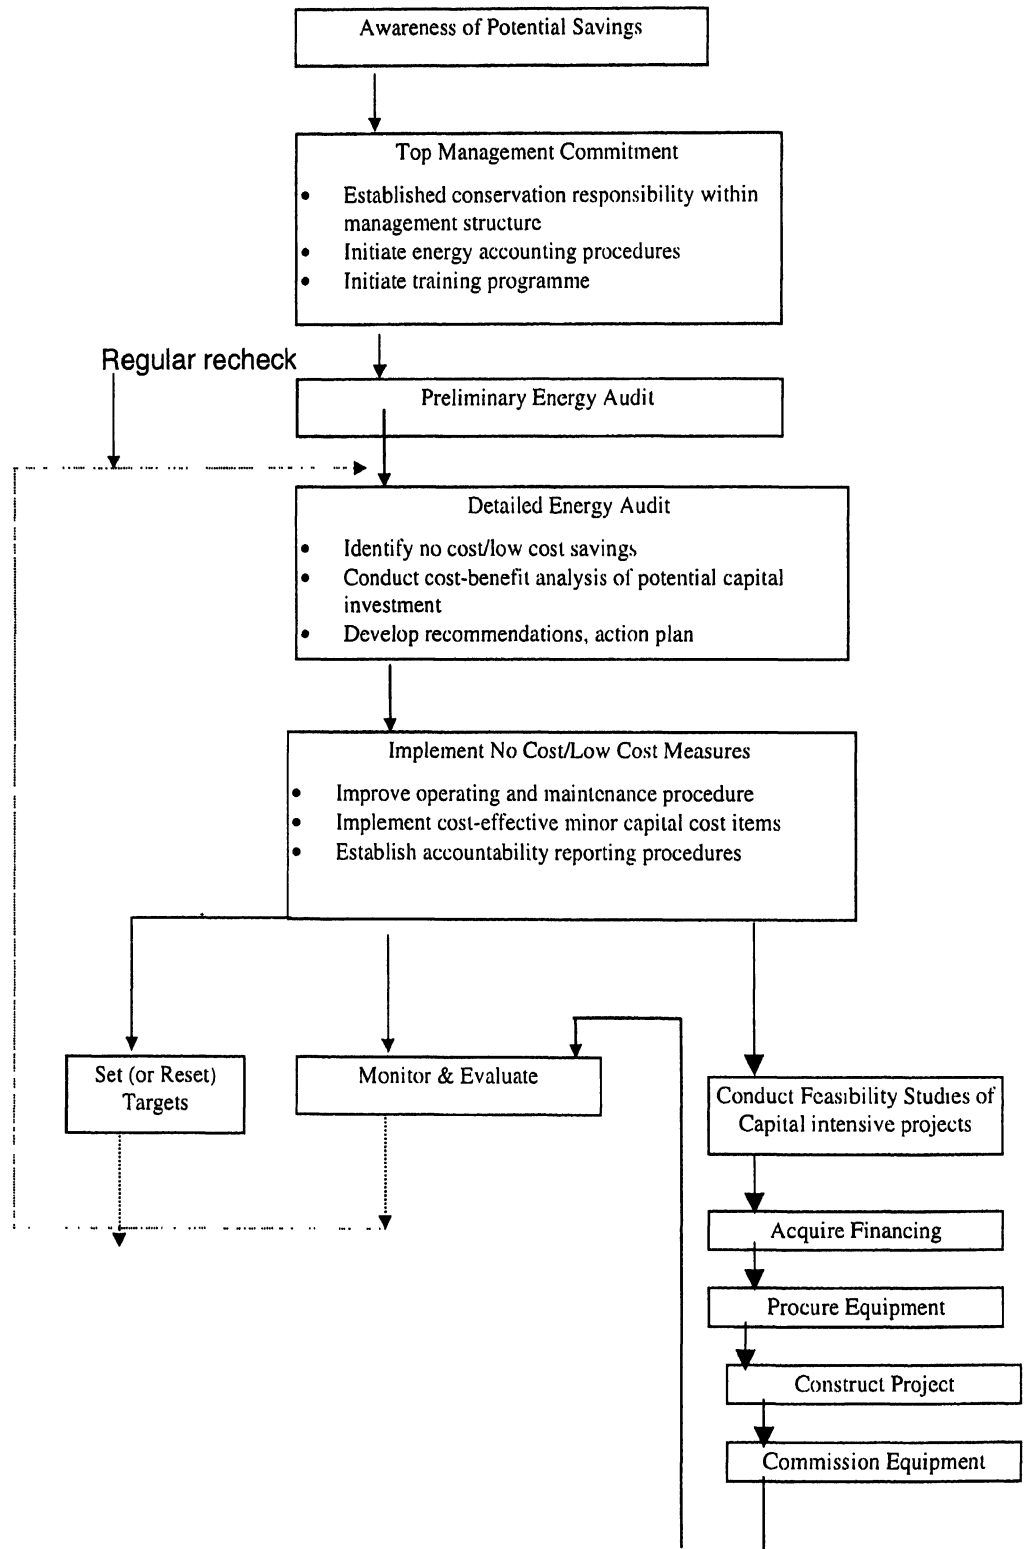 Awareness of Potential Savings
Top Management Commitment
• Established conservation responsibility within
management structure
• Initiate energy accounting procedures
• Initiate training programme
Regular recheck
Preliminary Energy Audit
Detailed Energy Audit
• Identify no cost/low cost savings
• Conduct cost-benefit analysis of potential capital
investment
• Develop recommendations, action plan
Implement No Cost/Low Cost Measures
• Improve operating and maintenance procedure
• Implement cost-effective minor capital cost items
• Establish accountability reporting procedures
Set (or Reset)
Targets
Monitor & Evaluate
Conduct Feasibility Studies of
Capital intensive projects
Acquire Financing
Procure Equipment
Construct Project
Commission Equipment